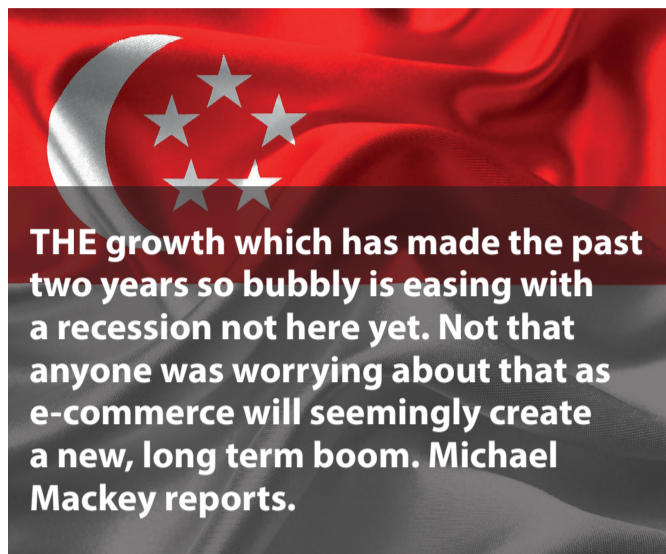 THE growth which has made the past
two years so bubbly is easing with
a recession not here yet. Not that
anyone was worrying about that as
e-commerce will seemingly create
a new, long term boom. Michael
Mackey reports.